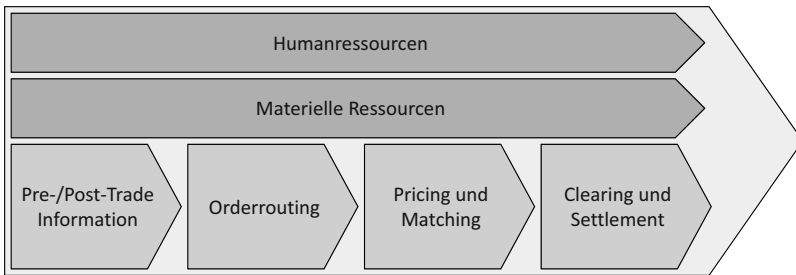 Humanressourcen
Materielle Ressourcen
Pre-/Post-Trade
Information
Orderrouting
Pricing und
Matching
Clearing und
Settlement